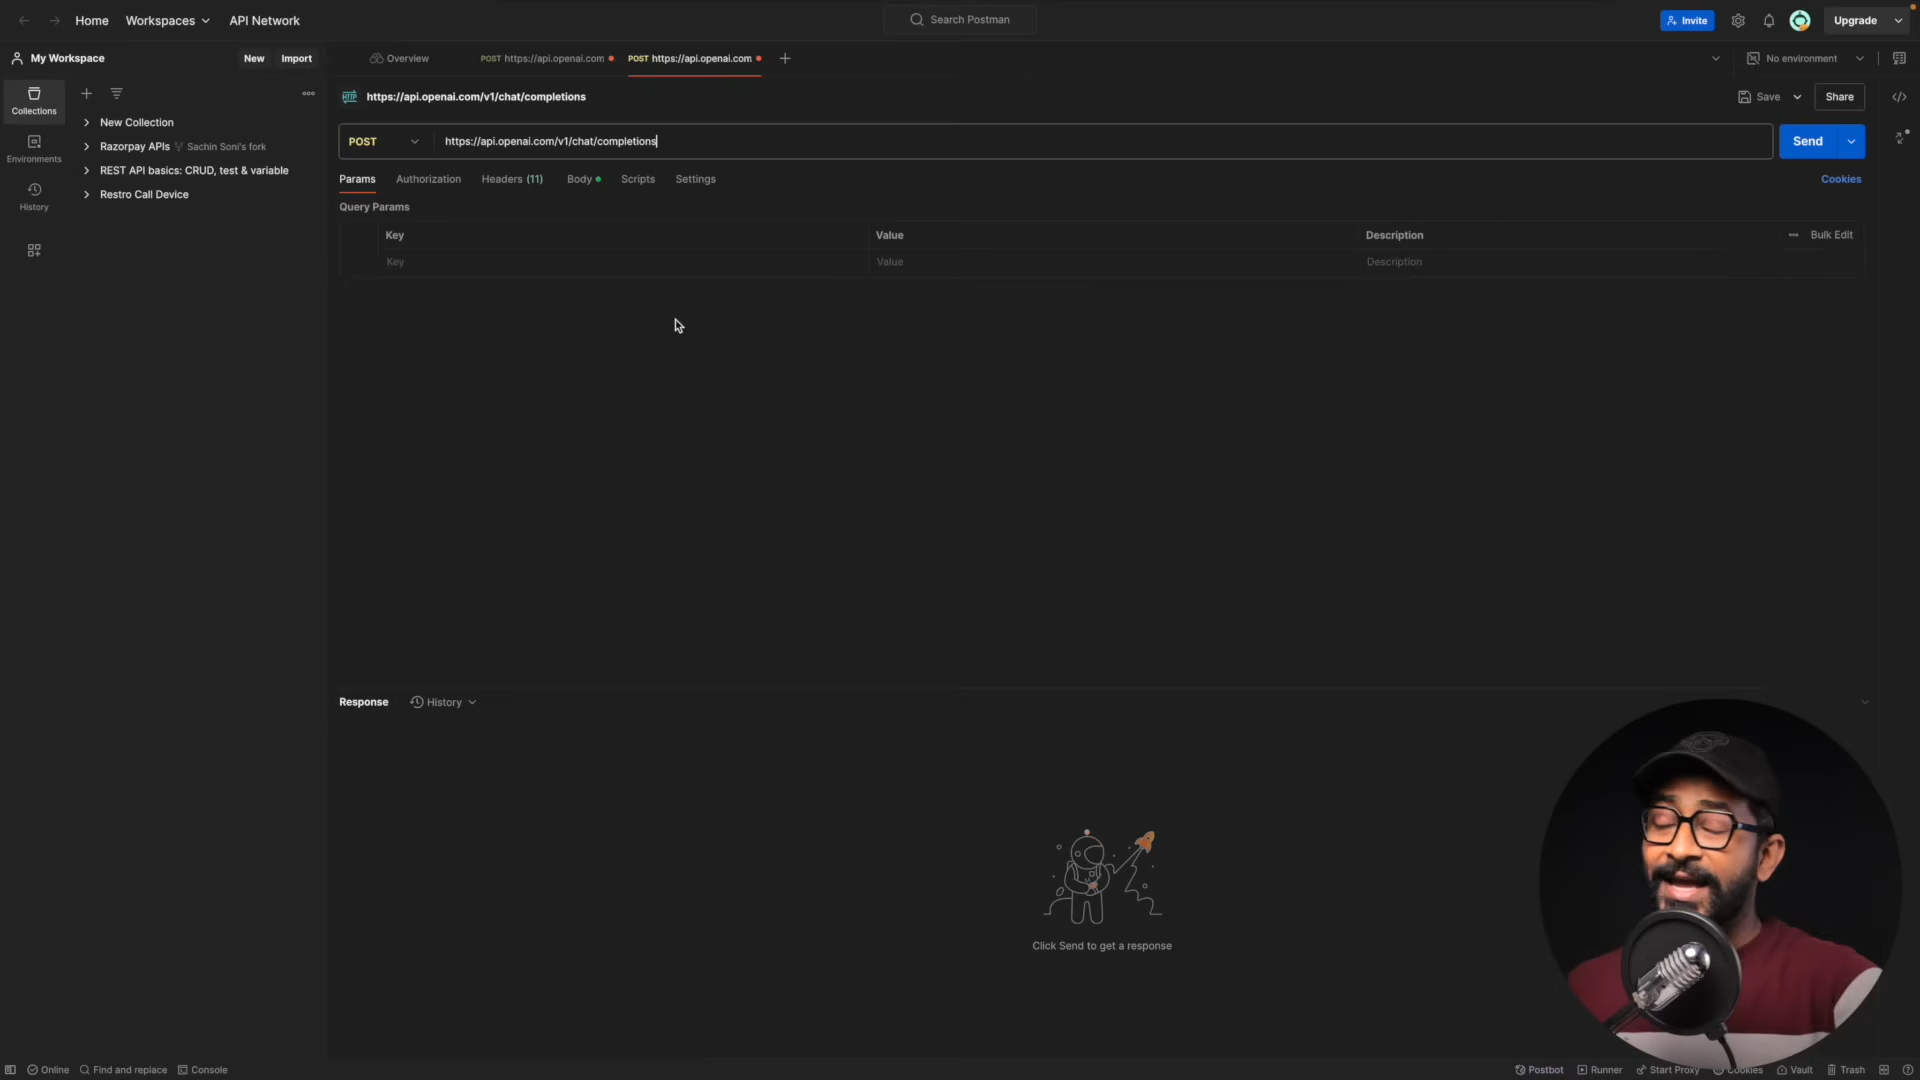 Home Workspaces API Network Search Postman Invite Upgrade
My Workspace New Import Overview POST https://api.openai.com POST https://api.openai.com No environment
Collections
Environments
History
New Collection
Razorpay APIs Sachin Soni's fork
REST API basics: CRUD, test & variable
Restro Call Device
HTTP https://api.openai.com/v1/chat/completions Save Share
POST https://api.openai.com/v1/chat/completions Send
Params Authorization Headers (11) Body Scripts Settings Cookies
Query Params
Key Value Description Bulk Edit
Key Value Description
Response History
Click Send to get a response
Online Find and replace Console Postbot Runner Start Proxy Cookies Vault Trash